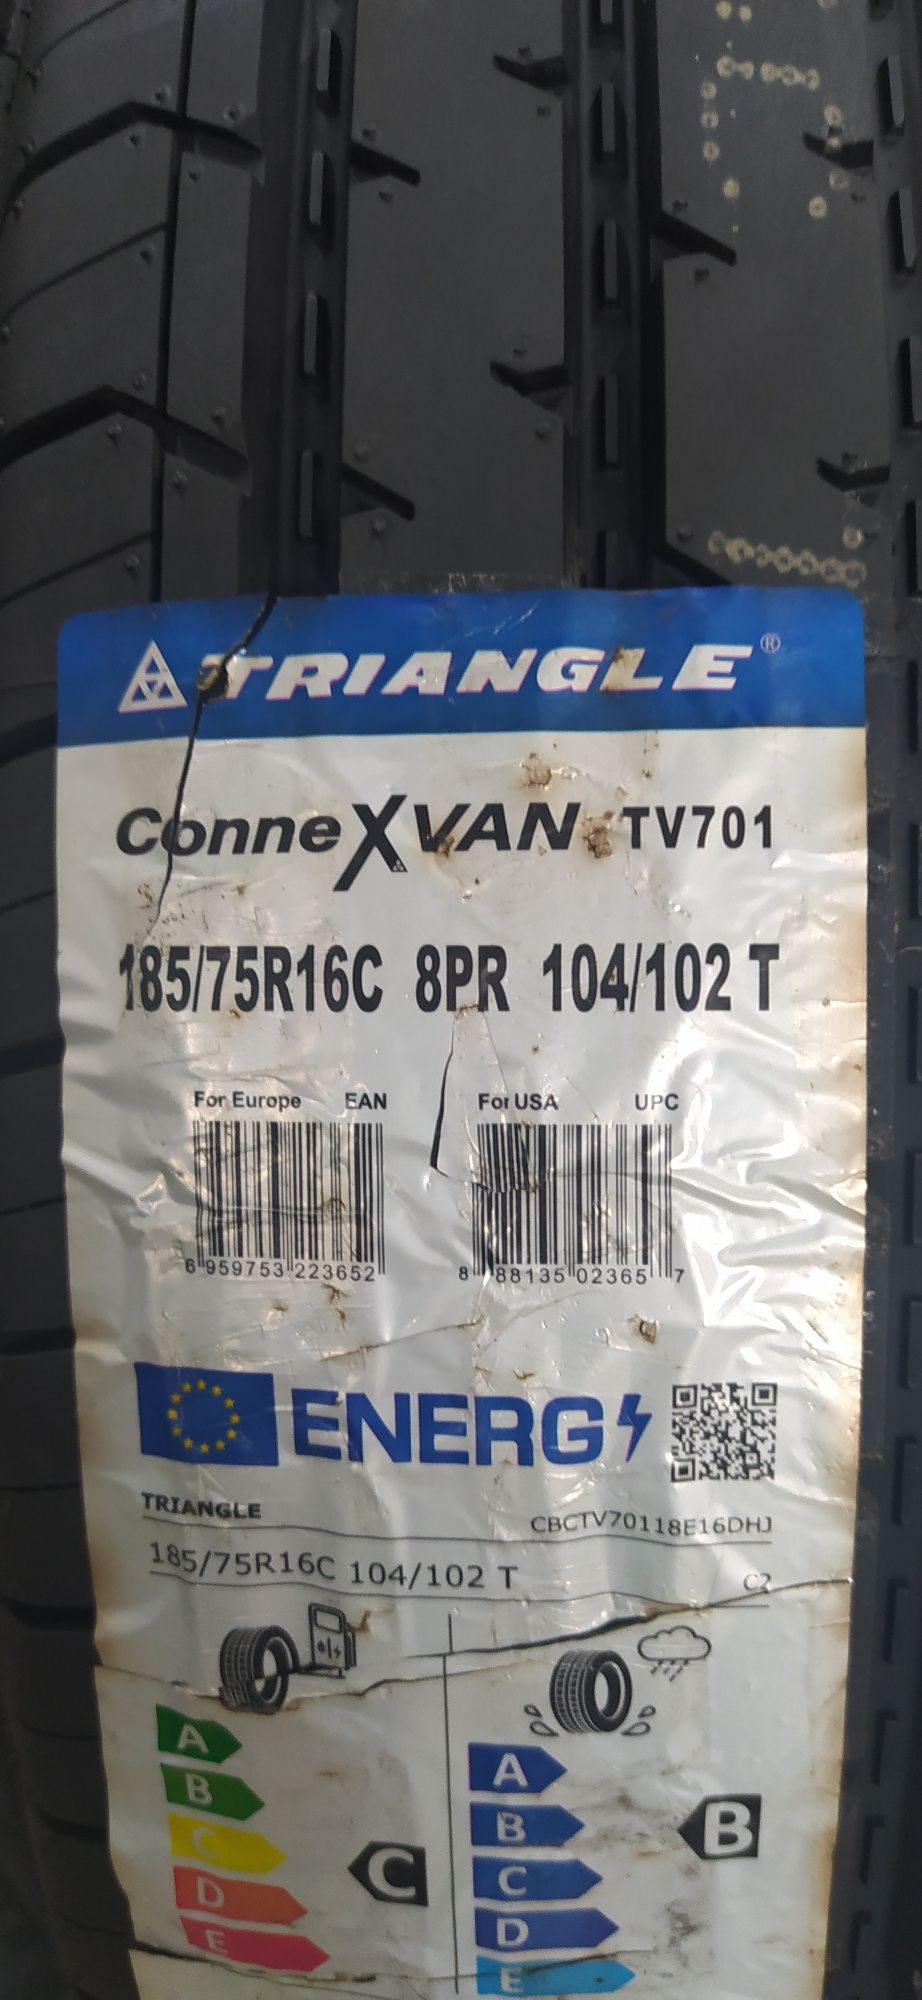 TRIANGLE®
ConneXVAN TV701
185/75R16C 8PR 104/102 T
For Europe EAN For USA UPC
6 959753 223652 8 88135 02365 7
ENERG
TRIANGLE CBCTV70118E16DHJ
185/75R16C 104/102 T C2
A
B
C
D
E
C
A
B
C
D
E
B